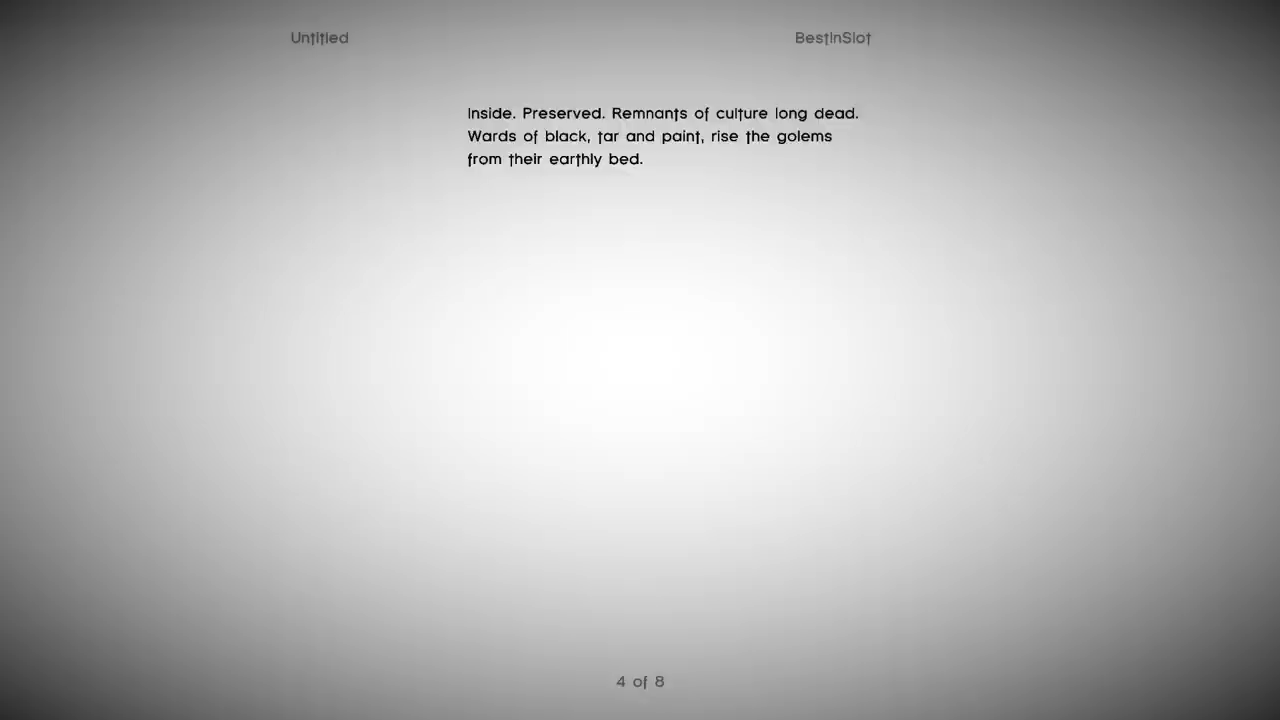 Untitled
BestInSlot
Inside. Preserved. Remnants of culture long dead.
Wards of black, tar and paint, rise the golems
from their earthly bed.
4 of 8